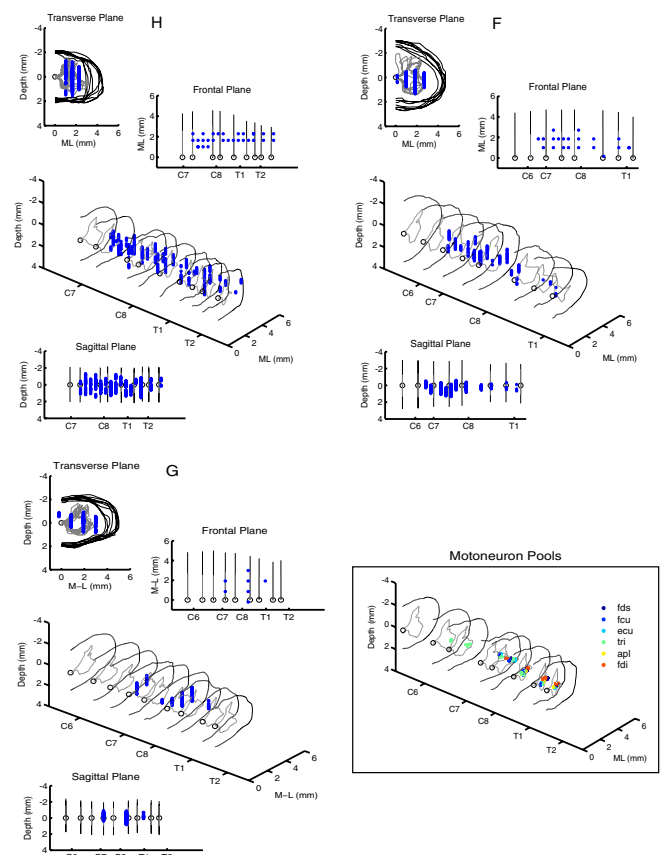 H
Transverse Plane
-4
-2
0
2
4
Depth (mm)
0 2 4 6
ML (mm)
Frontal Plane
6
4
2
0
ML (mm)
C7 C8 T1 T2
-4
-2
0
2
4
Depth (mm)
C7
C8
T1
T2
0
2
4
6
ML (mm)
Sagittal Plane
-4
-2
0
2
4
Depth (mm)
C7 C8 T1 T2
F
Transverse Plane
-4
-2
0
2
4
Depth (mm)
0 2 4 6
ML (mm)
Frontal Plane
6
4
2
0
ML (mm)
C6 C7 C8 T1
-4
-2
0
2
4
Depth (mm)
C6
C7
C8
T1
0
2
4
6
ML (mm)
Sagittal Plane
-4
-2
0
2
4
Depth (mm)
C6 C7 C8 T1
G
Transverse Plane
-4
-2
0
2
4
Depth (mm)
0 2 4 6
M-L (mm)
Frontal Plane
6
4
2
0
M-L (mm)
C6 C7 C8 T1 T2
-4
-2
0
2
4
Depth (mm)
C6
C7
C8
T1
T2
0
2
4
6
M-L (mm)
Sagittal Plane
-4
-2
0
2
4
Depth (mm)
Motoneuron Pools
-4
-2
0
2
4
Depth (mm)
C6
C7
C8
T1
T2
0
2
4
6
ML (mm)
fds
fcu
ecu
tri
apl
fdi